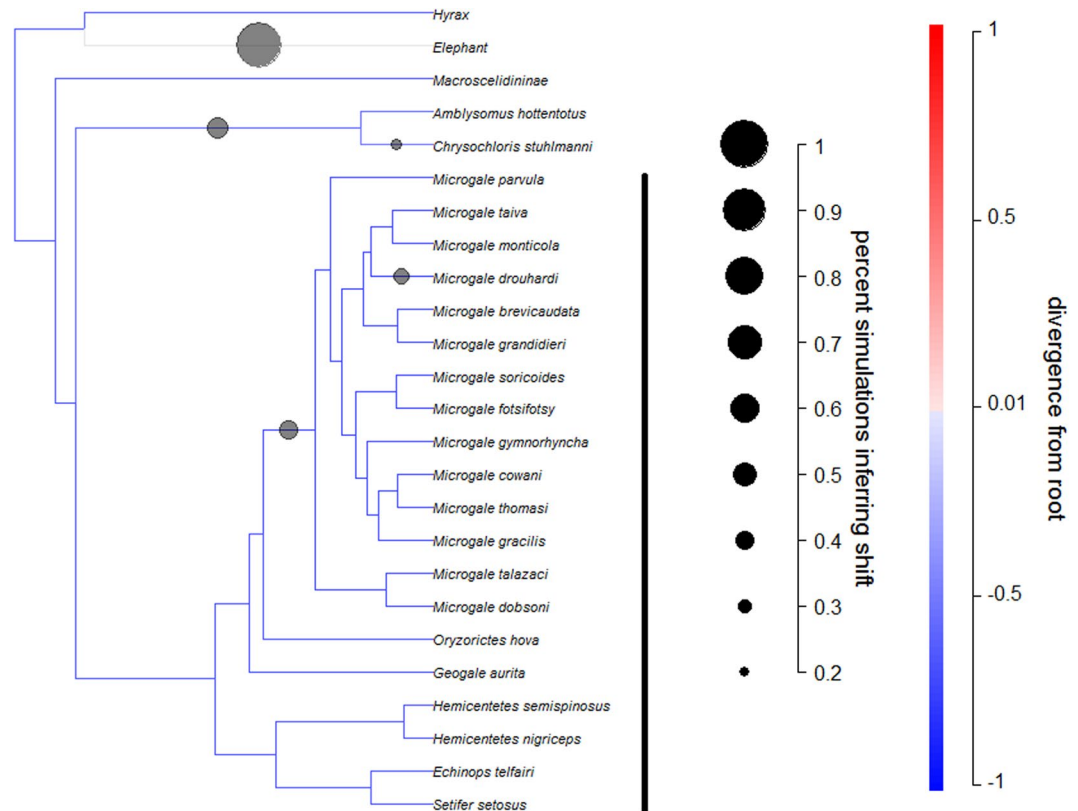 Hyrax
Elephant
Macroscelidininae
Amblysomus hottentotus
Chrysochloris stuhlmanni
Microgale parvula
Microgale taiva
Microgale monticola
Microgale drouhardi
Microgale brevicaudata
Microgale grandidieri
Microgale soricoides
Microgale fotsifotsy
Microgale gymnorhyncha
Microgale cowani
Microgale thomasi
Microgale gracilis
Microgale talazaci
Microgale dobsoni
Oryzorictes hova
Geogale aurita
Hemicentetes semispinosus
Hemicentetes nigriceps
Echinops telfairi
Setifer setosus
1
0.9
0.8
0.7
0.6
0.5
0.4
0.3
0.2
percent simulations inferring shift
1
0.5
0.01
-0.5
-1
divergence from root